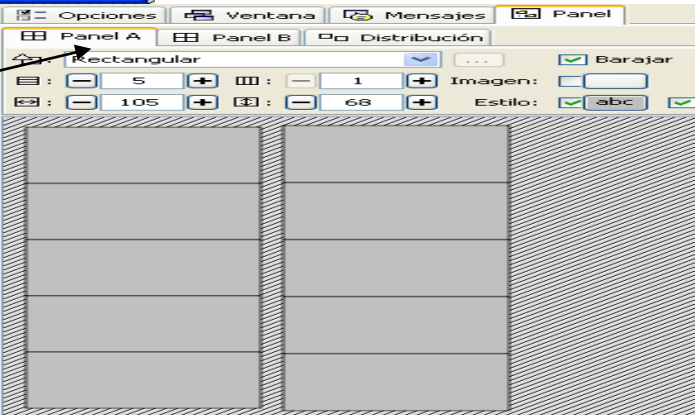 Opciones Ventana Mensajes Panel
Panel A Panel B Distribución
: Rectangular ... Barajar
: 5 : 1 Imagen:
: 105 : 68 Estilo: abc